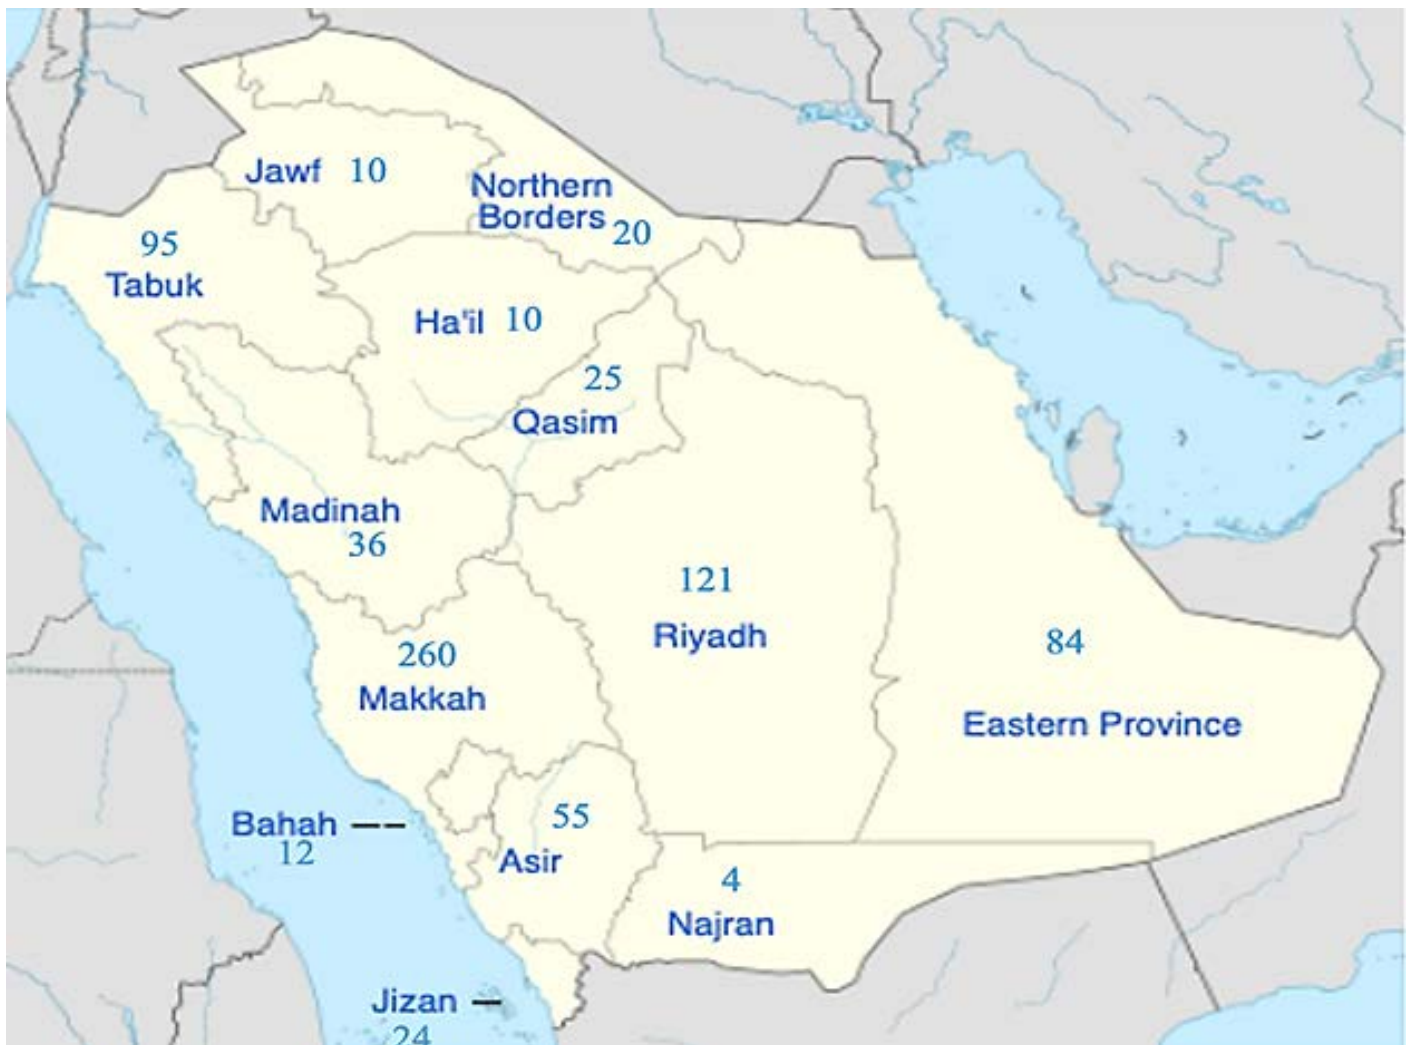 Jawf 10
Northern
Borders 20
95
Tabuk
Ha'il 10
25
Qasim
Madinah
36
121
Riyadh
260
Makkah
84
Eastern Province
Bahah
12
55
Asir
4
Najran
Jizan
24